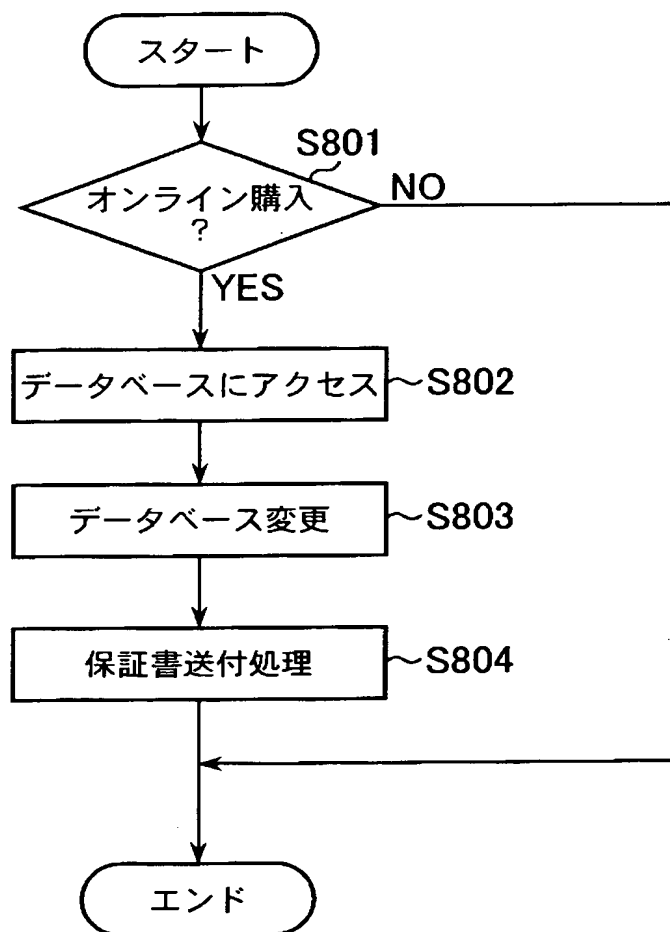 スタート
S801
オンライン購入
?
NO
YES
データベースにアクセス
S802
データベース変更
S803
保証書送付処理
S804
エンド